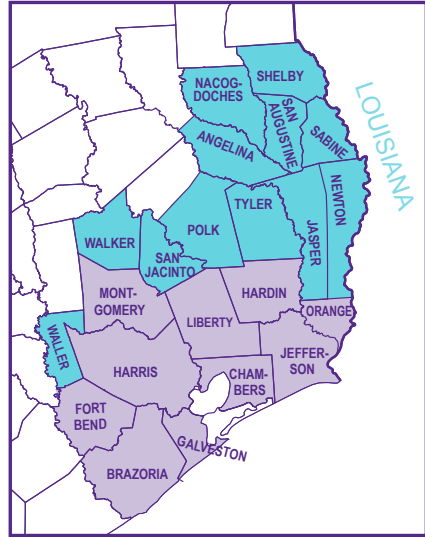 SHELBY
NACOG-
DOCHES
SAN
AUGUSTINE
SABINE
LOUISIANA
ANGELINA
NEWTON
TYLER
JASPER
POLK
WALKER
SAN
JACINTO
MONT-
GOMERY
HARDIN
ORANGE
LIBERTY
WALLER
JEFFER-
SON
HARRIS
CHAM-
BERS
FORT
BEND
GALVESTON
BRAZORIA